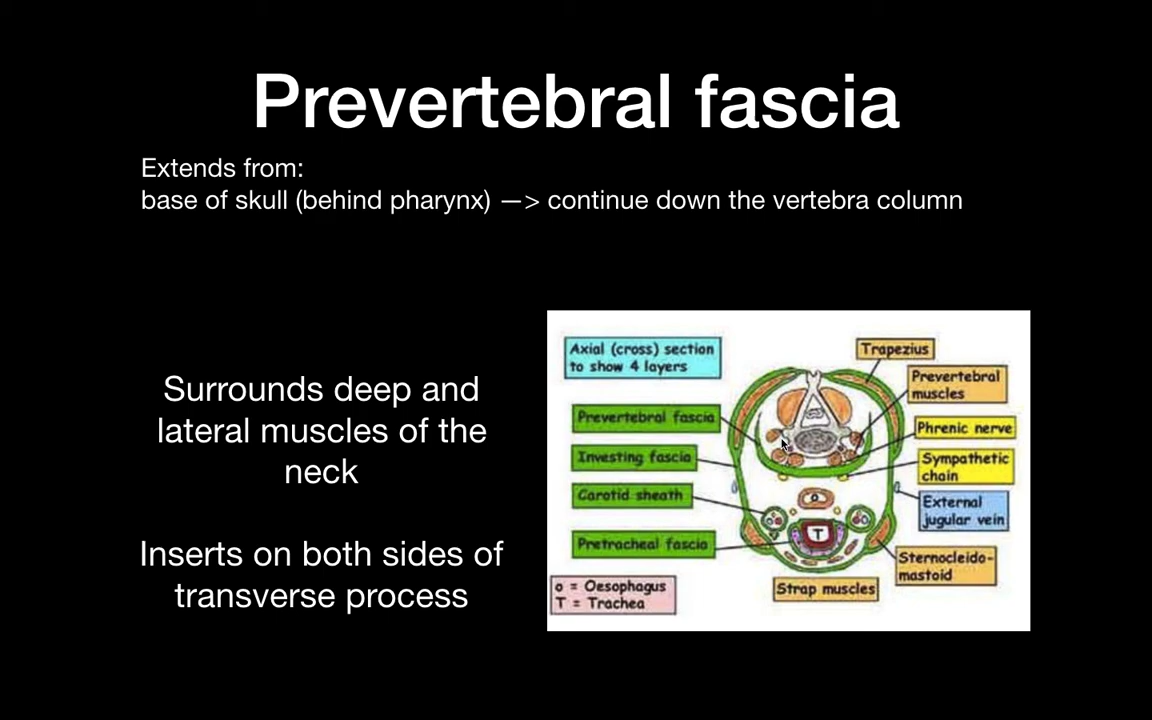 Prevertebral fascia
Extends from:
base of skull (behind pharynx) —> continue down the vertebra column
Surrounds deep and
lateral muscles of the
neck
Inserts on both sides of
transverse process
Axial (cross) section
to show 4 layers
Prevertebral fascia
Investing fascia
Carotid sheath
Pretracheal fascia
o = Oesophagus
T = Trachea
Trapezius
Prevertebral
muscles
Phrenic nerve
Sympathetic
chain
External
jugular vein
Sternocleido-
mastoid
Strap muscles
o
T